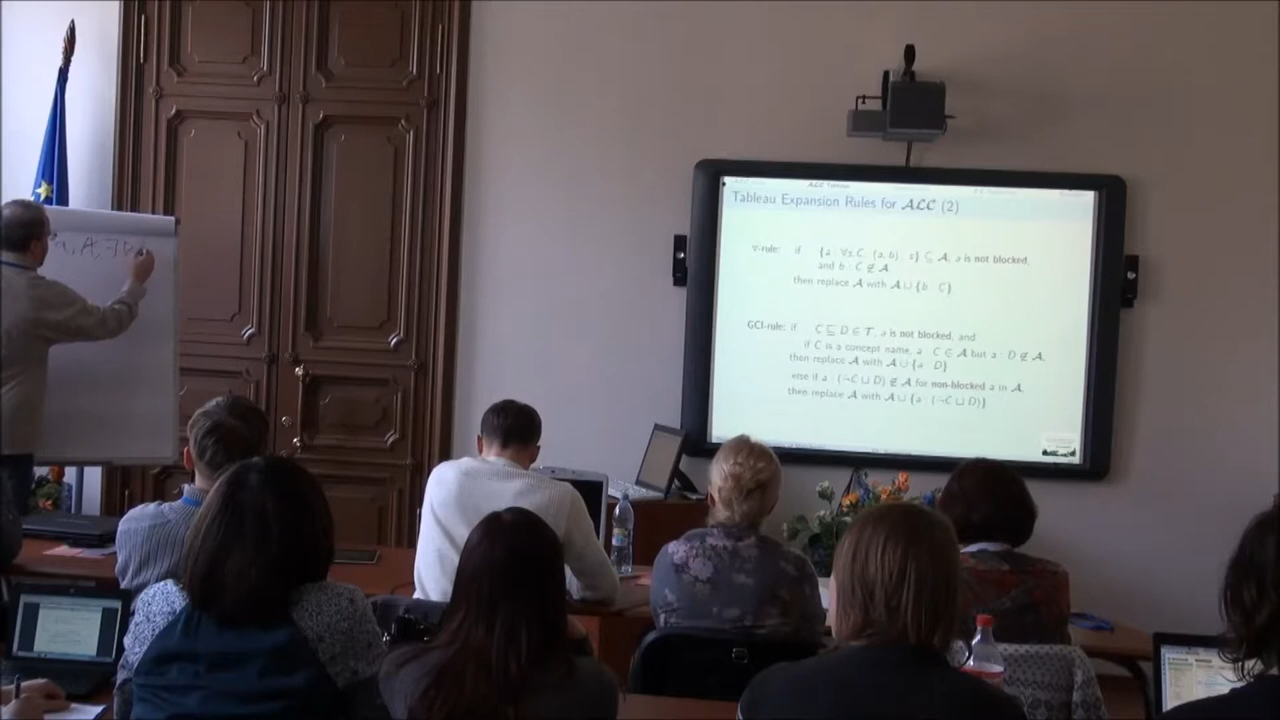 ALC Tableau
Tableau Expansion Rules for ALC (2)
∀-rule: if {a : ∀s.C, (a, b) : s} ⊆ A, a is not blocked,
and b : C ∉ A
then replace A with A ∪ {b : C}
GCI-rule: if C ⊑ D ∈ T, a is not blocked, and
if C is a concept name, a : C ∈ A but a : D ∉ A,
then replace A with A ∪ {a : D}
else if a : (¬C ⊔ D) ∉ A for non-blocked a in A,
then replace A with A ∪ {a : (¬C ⊔ D)}